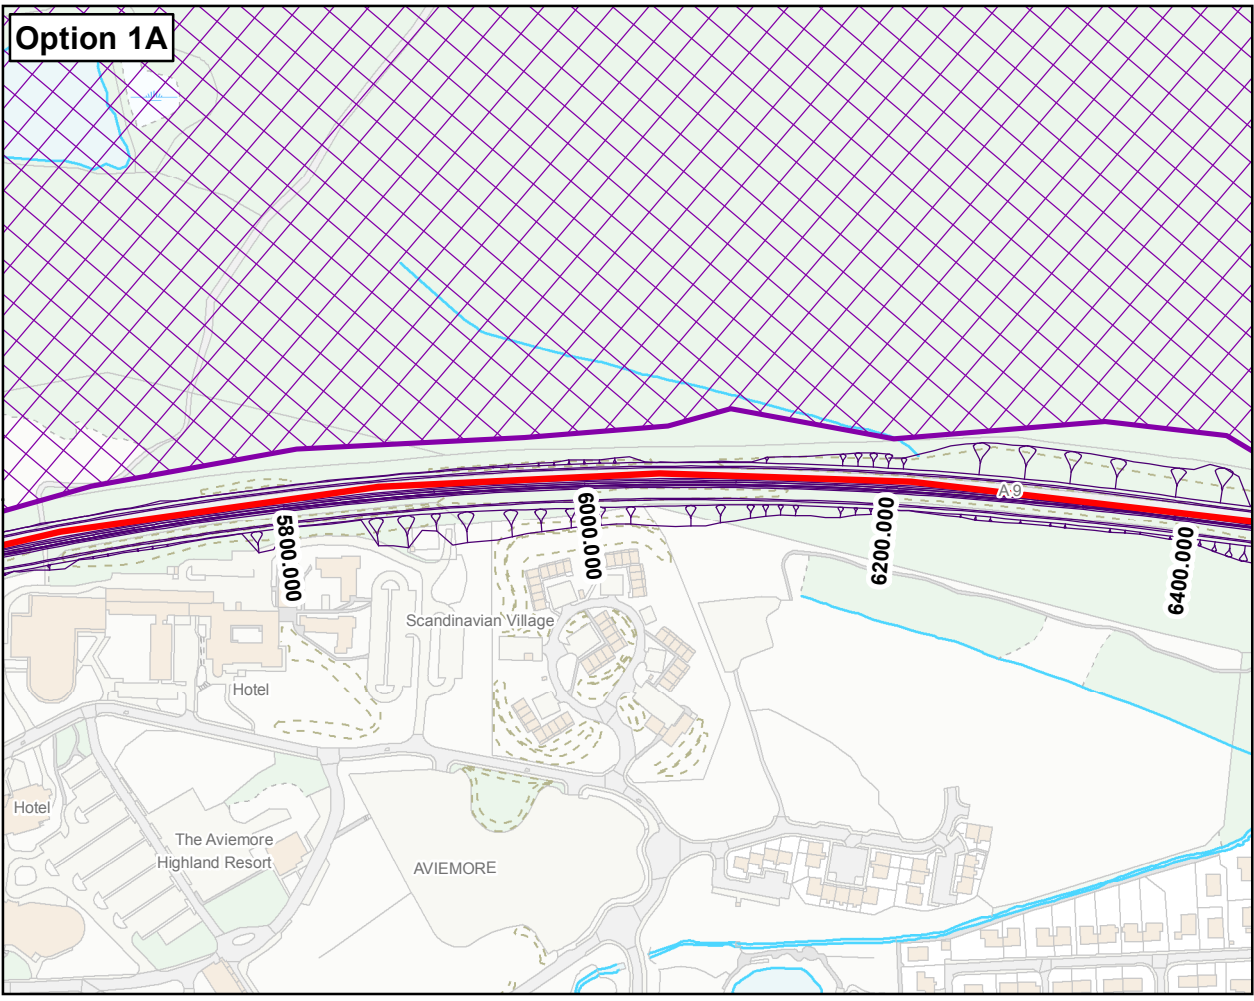 Option 1A
A 9
5800.000
6000.000
6200.000
6400.000
Scandinavian Village
Hotel
Hotel
The Aviemore
Highland Resort
AVIEMORE